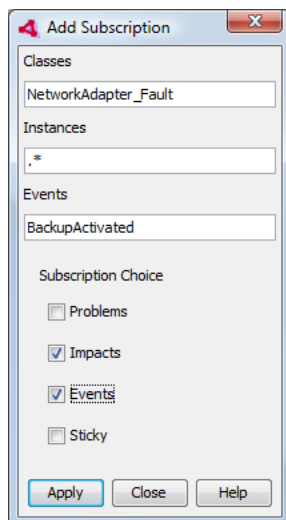 Add Subscription
Classes
NetworkAdapter_Fault
Instances
.*
Events
BackupActivated
Subscription Choice
Problems
Impacts
Events
Sticky
Apply Close Help